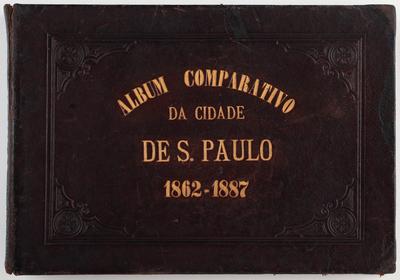 ALBUM COMPARATIVO
DA CIDADE
DE S. PAULO
1862-1887